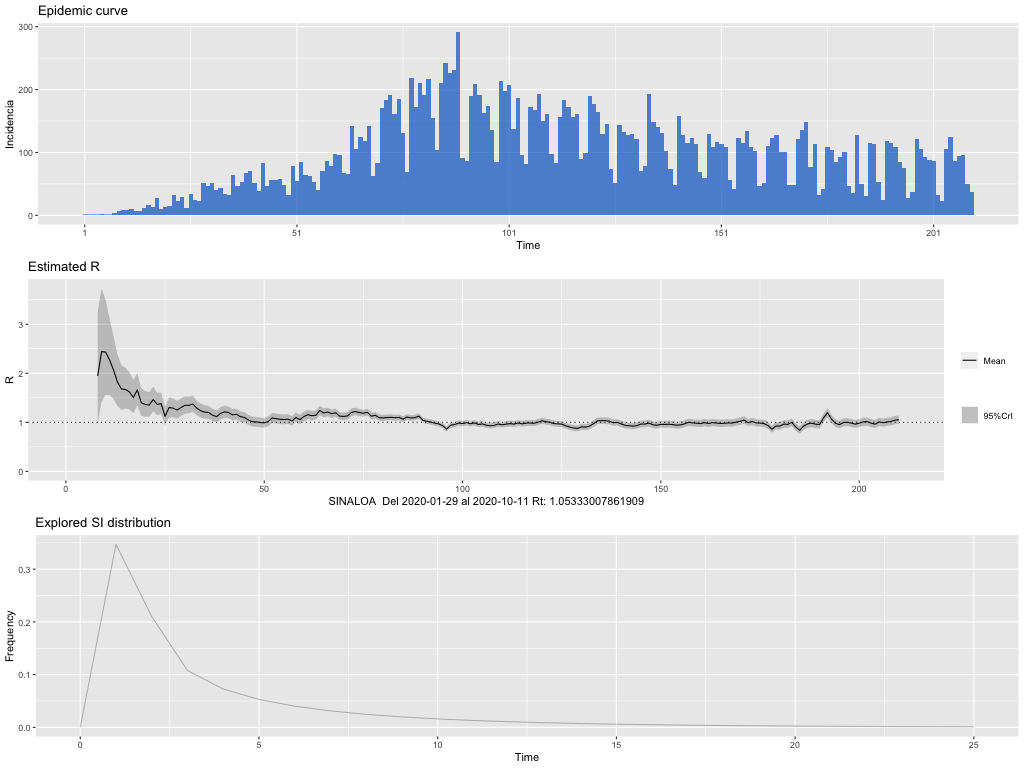 Epidemic curve
300
200
100
0
Incidencia
1 51 101 151 201
Time
Estimated R
3
2
1
0
R
0 50 100 150 200
SINALOA  Del 2020-01-29 al 2020-10-11 Rt: 1.05333007861909
Mean
95%CrI
Explored SI distribution
0.3
0.2
0.1
0.0
Frequency
0 5 10 15 20 25
Time